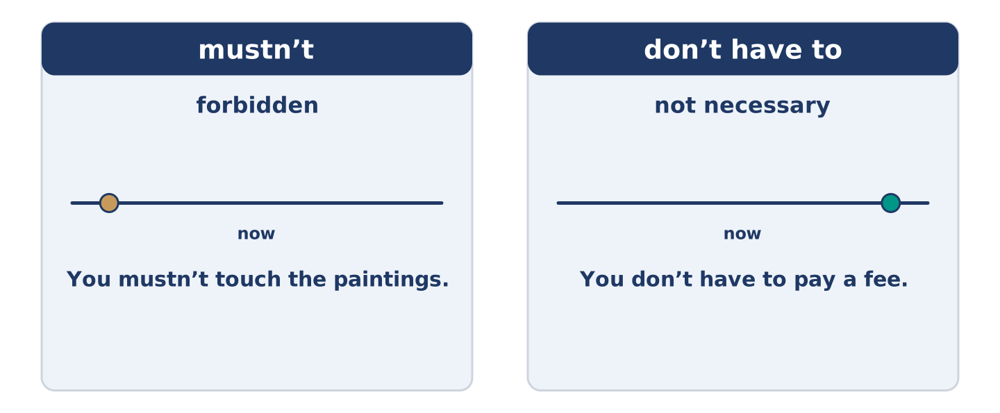 mustn’t
forbidden
now
You mustn’t touch the paintings.
don’t have to
not necessary
now
You don’t have to pay a fee.